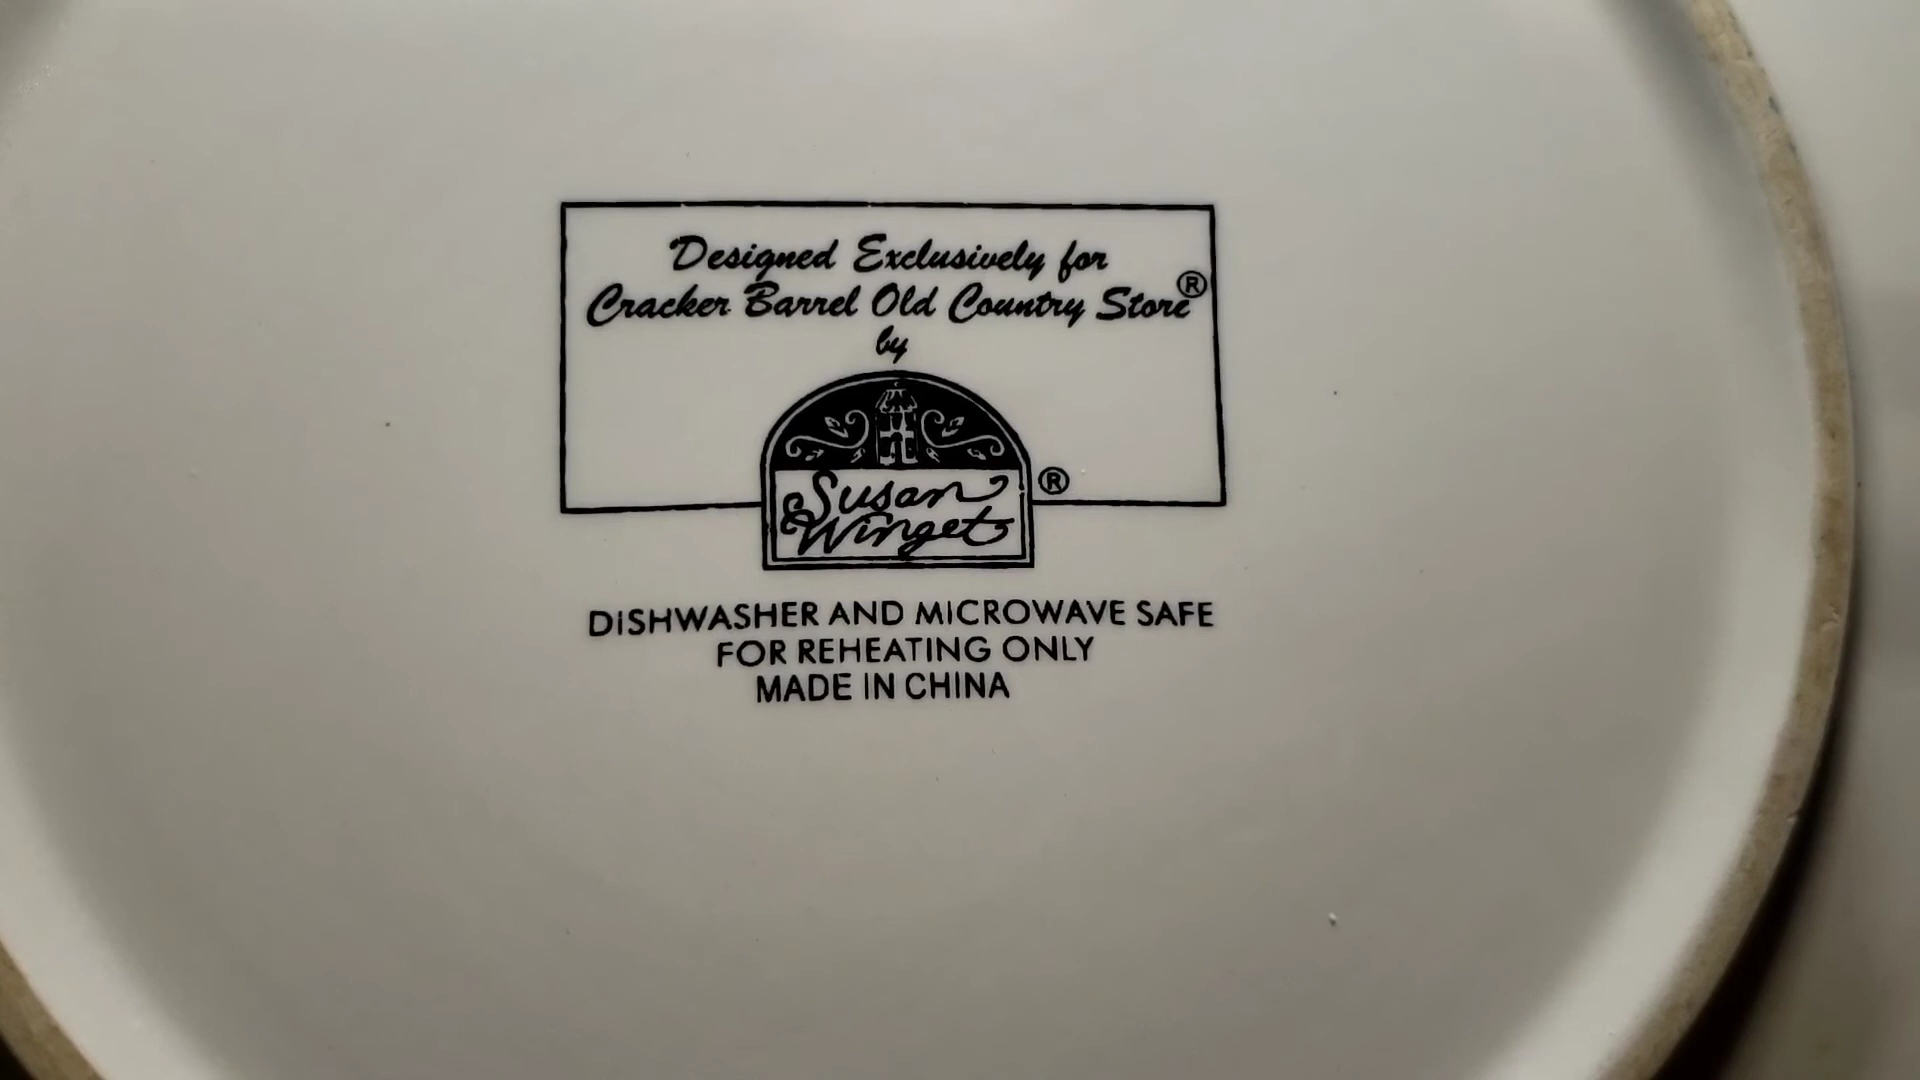 Designed Exclusively for
Cracker Barrel Old Country Store®
by
Susan
Winget ®
DISHWASHER AND MICROWAVE SAFE
FOR REHEATING ONLY
MADE IN CHINA